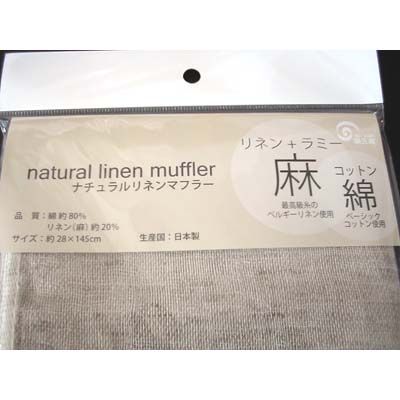 natural linen muffler
ナチュラルリネンマフラー
品　質：綿 約80%
リネン（麻）約20%
サイズ：約28×145cm　生産国：日本製
リネン＋ラミー
麻
最高級糸の
ベルギーリネン使用
コットン
綿
ベーシック
コットン使用